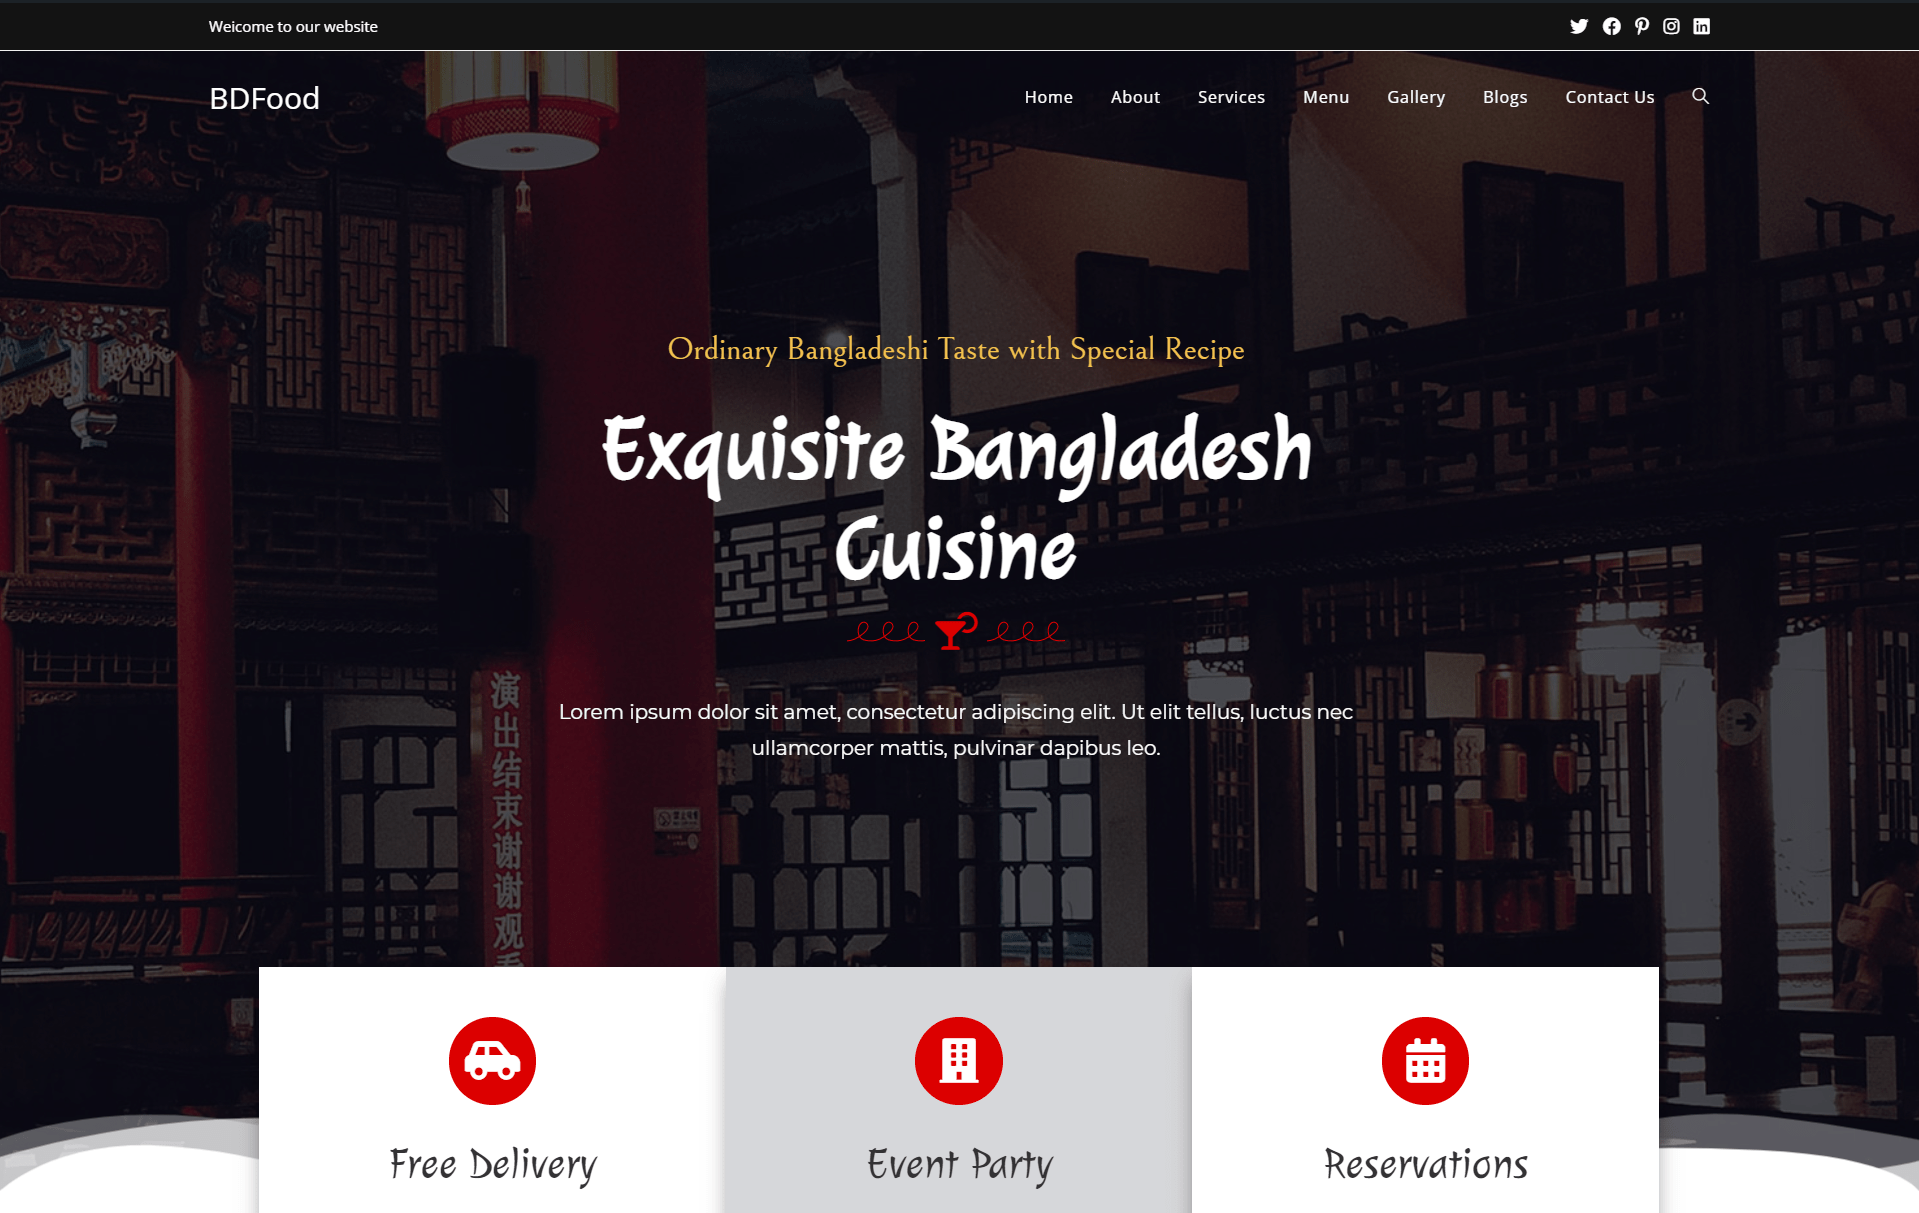 Welcome to our website
BDFood
Home About Services Menu Gallery Blogs Contact Us
Ordinary Bangladeshi Taste with Special Recipe
Exquisite Bangladesh
Cuisine
Lorem ipsum dolor sit amet, consectetur adipiscing elit. Ut elit tellus, luctus nec
ullamcorper mattis, pulvinar dapibus leo.
演出结束谢谢观
Free Delivery
Event Party
Reservations